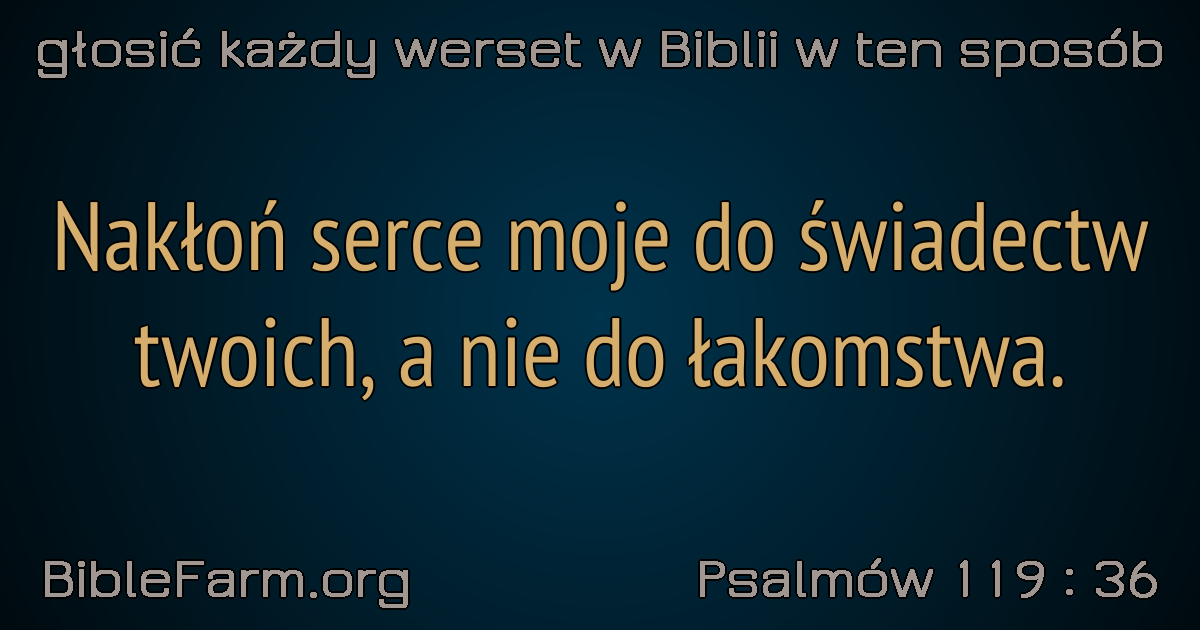 głosić każdy werset w Biblii w ten sposób
Nakłoń serce moje do świadectw
twoich, a nie do łakomstwa.
BibleFarm.org
Psalmów 119 : 36